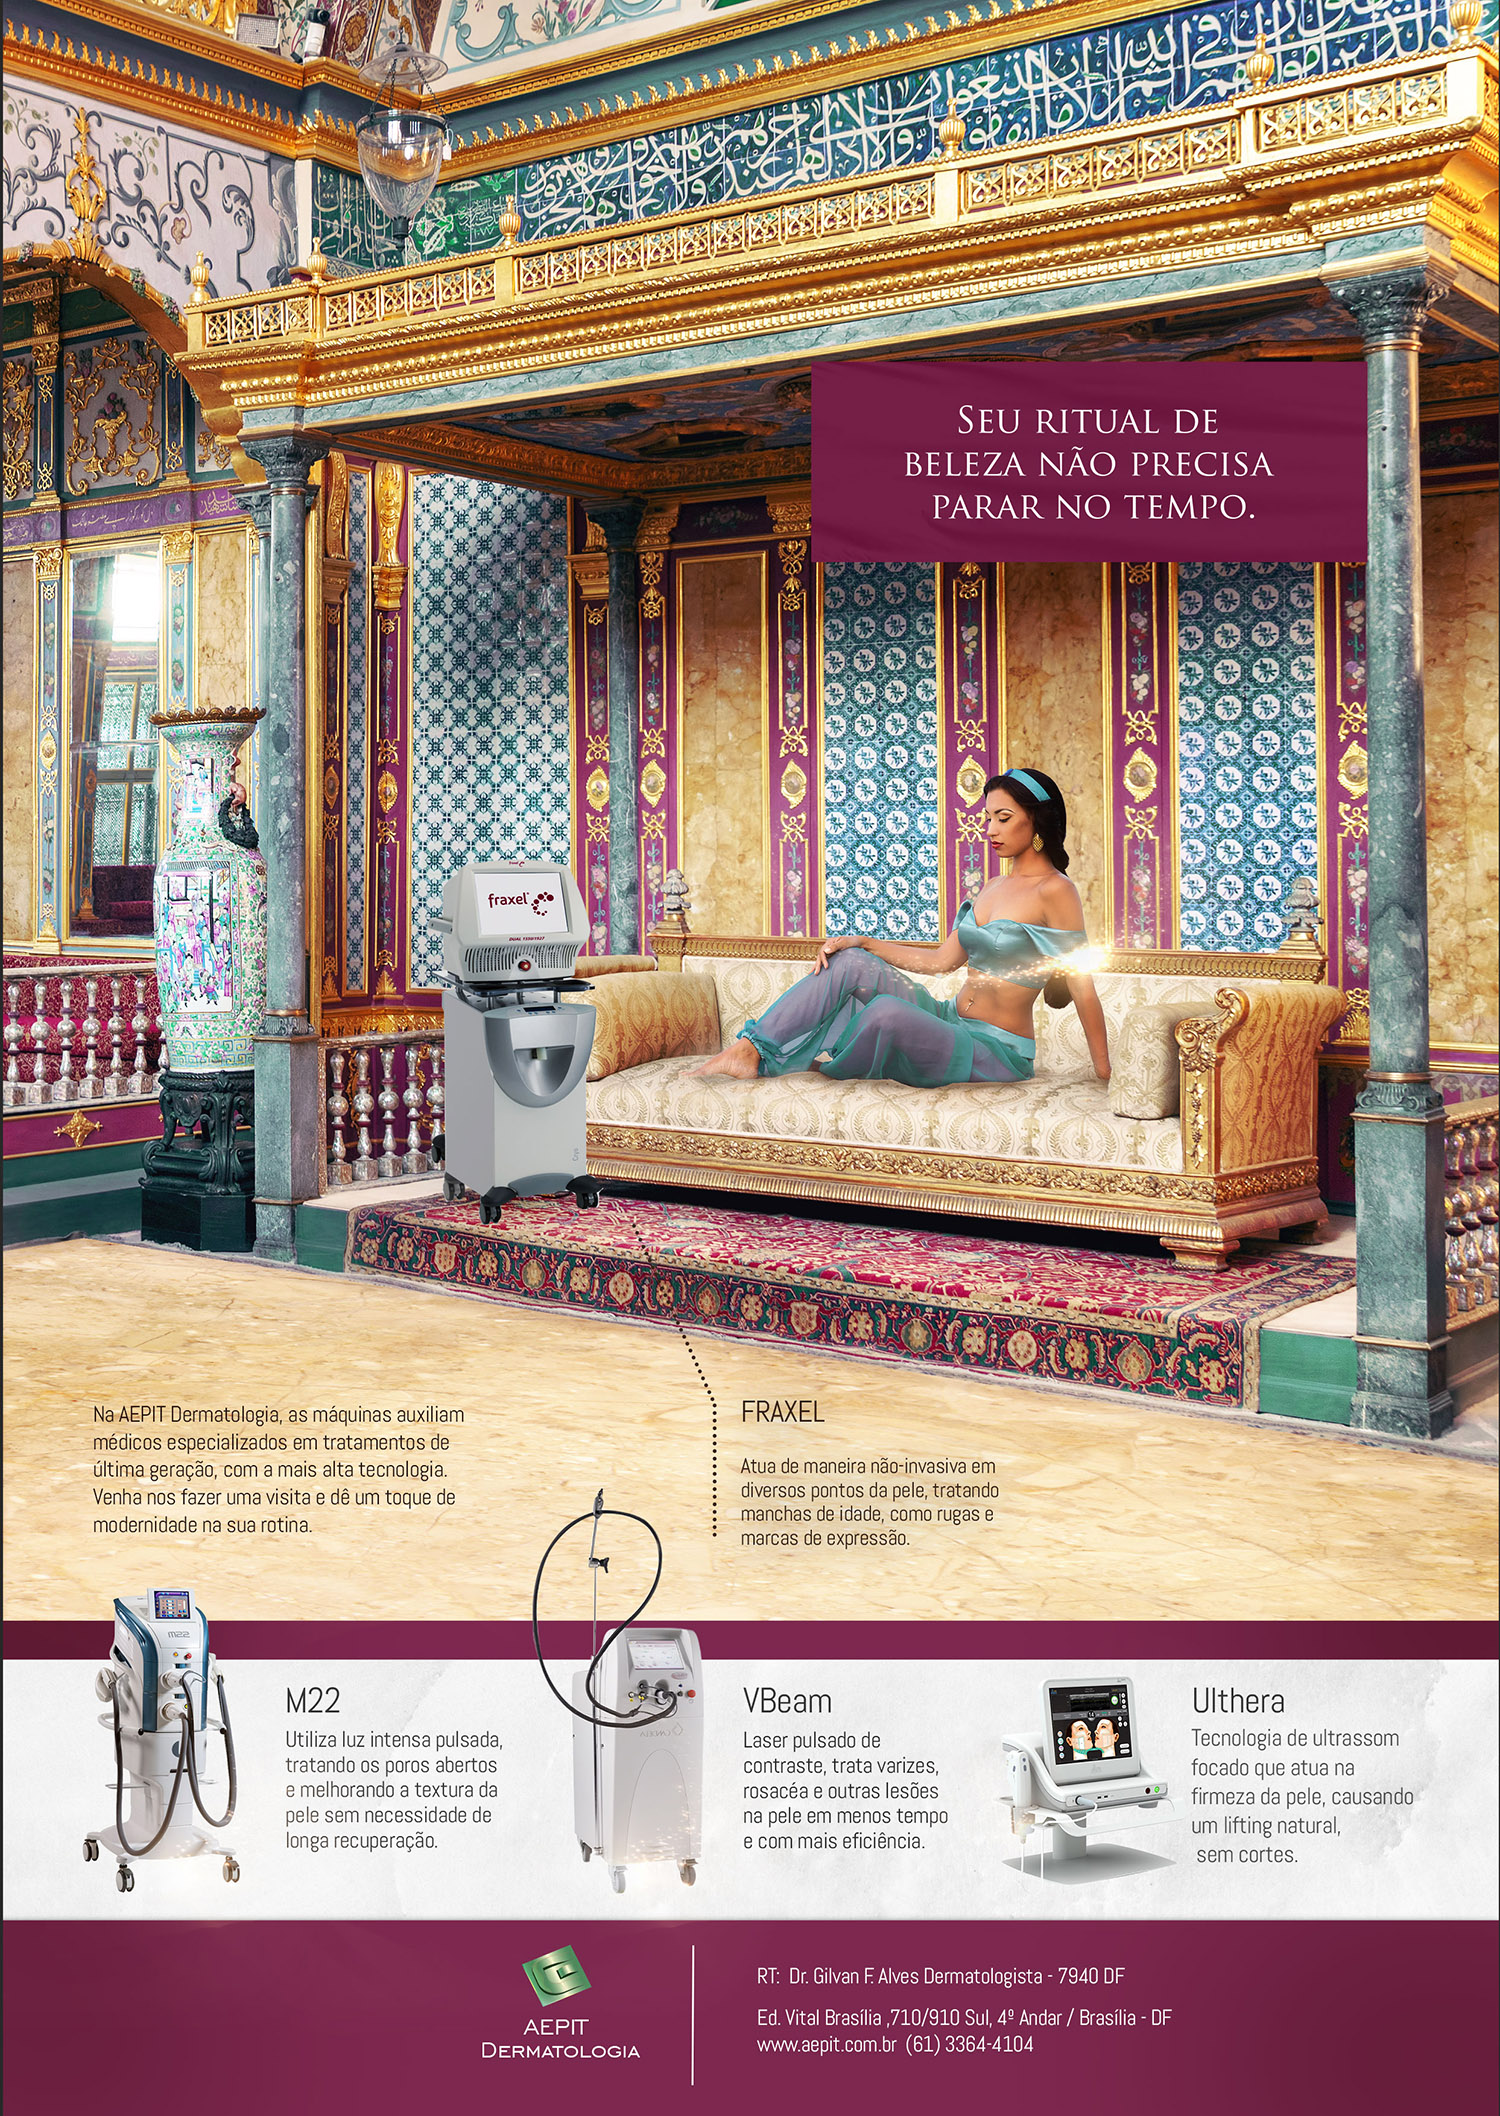 SEU RITUAL DE
BELEZA NÃO PRECISA
PARAR NO TEMPO.
fraxel
fraxel
DUAL 1550/1927
Na AEPIT Dermatologia, as máquinas auxiliam
médicos especializados em tratamentos de
última geração, com a mais alta tecnologia.
Venha nos fazer uma visita e dê um toque de
modernidade na sua rotina.
FRAXEL
Atua de maneira não-invasiva em
diversos pontos da pele, tratando
manchas de idade, como rugas e
marcas de expressão.
M22
M22
Utiliza luz intensa pulsada,
tratando os poros abertos
e melhorando a textura da
pele sem necessidade de
longa recuperação.
CANDELA
VBeam
Laser pulsado de
contraste, trata varizes,
rosacéa e outras lesões
na pele em menos tempo
e com mais eficiência.
Ulthera
Tecnologia de ultrassom
focado que atua na
firmeza da pele, causando
um lifting natural,
sem cortes.
AEPIT
DERMATOLOGIA
RT: Dr. Gilvan F. Alves Dermatologista - 7940 DF
Ed. Vital Brasília ,710/910 Sul, 4º Andar / Brasília - DF
www.aepit.com.br (61) 3364-4104